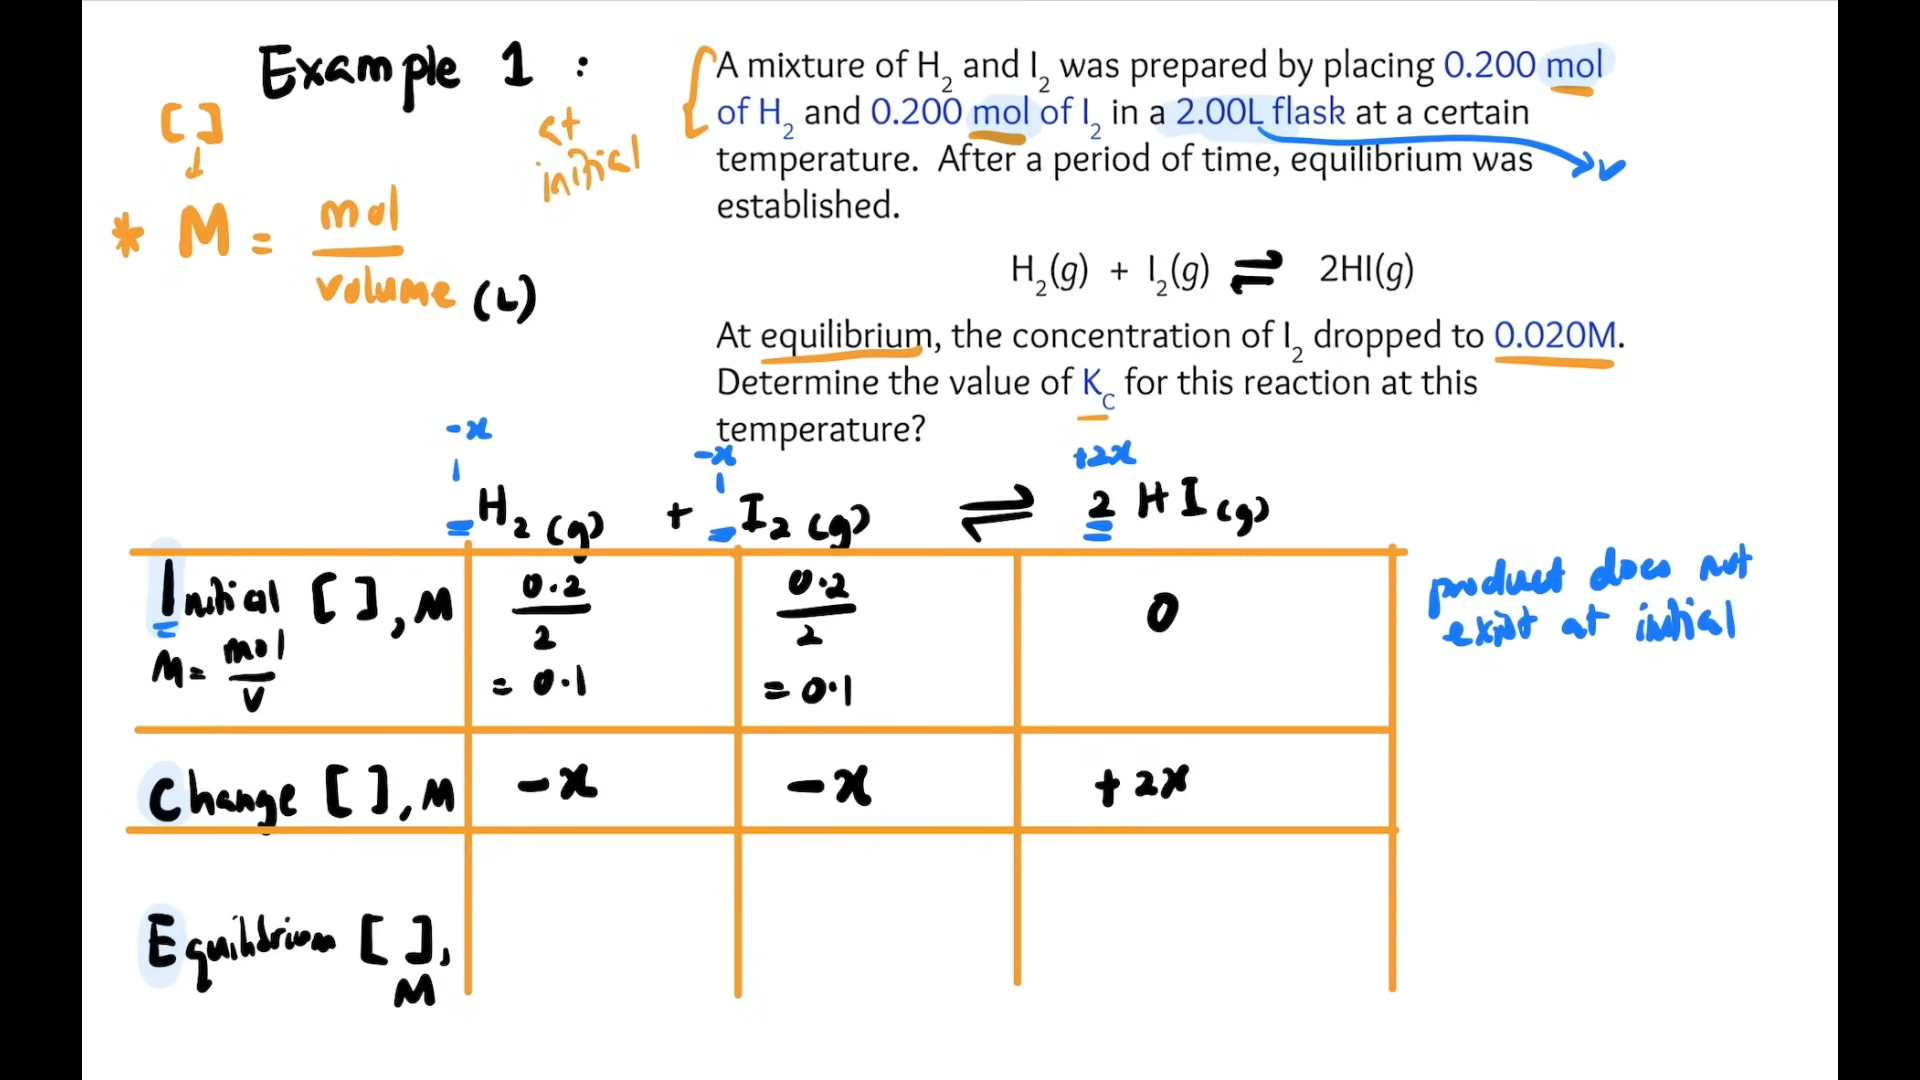 Example 1 :
[ ]
↓
* M = mol / volume (L)
at
initial
A mixture of H₂ and I₂ was prepared by placing 0.200 mol
of H₂ and 0.200 mol of I₂ in a 2.00L flask at a certain
temperature. After a period of time, equilibrium was
established.
v
H₂(g) + I₂(g) ⇌ 2HI(g)
At equilibrium, the concentration of I₂ dropped to 0.020M.
Determine the value of K_C for this reaction at this
temperature?
-x -x +2x
H₂(g) + I₂(g) ⇌ 2HI(g)
Initial [ ], M
M = mol / V
0.2 / 2
= 0.1
0.2 / 2
= 0.1
0
product does not
exist at initial
Change [ ], M -x -x +2x
Equilibrium [ ],
M